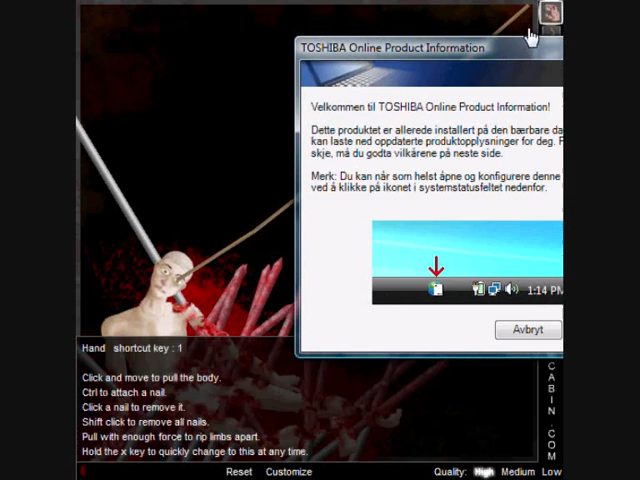 TOSHIBA Online Product Information
Velkommen til TOSHIBA Online Product Information!
Dette produktet er allerede installert på den bærbare
kan laste ned oppdaterte produktopplysninger for deg.
skje, må du godta vilkårene på neste side.
Merk: Du kan når som helst åpne og konfigurere denne
ved å klikke på ikonet i systemstatusfeltet nedenfor.
1:14 PM
Avbryt
Hand shortcut key : 1
Click and move to pull the body.
Ctrl to attach a nail.
Click a nail to remove it.
Shift click to remove all nails.
Pull with enough force to rip limbs apart.
Hold the x key to quickly change to this at any time.
CABIN.COM
Reset Customize Quality: High Medium Low